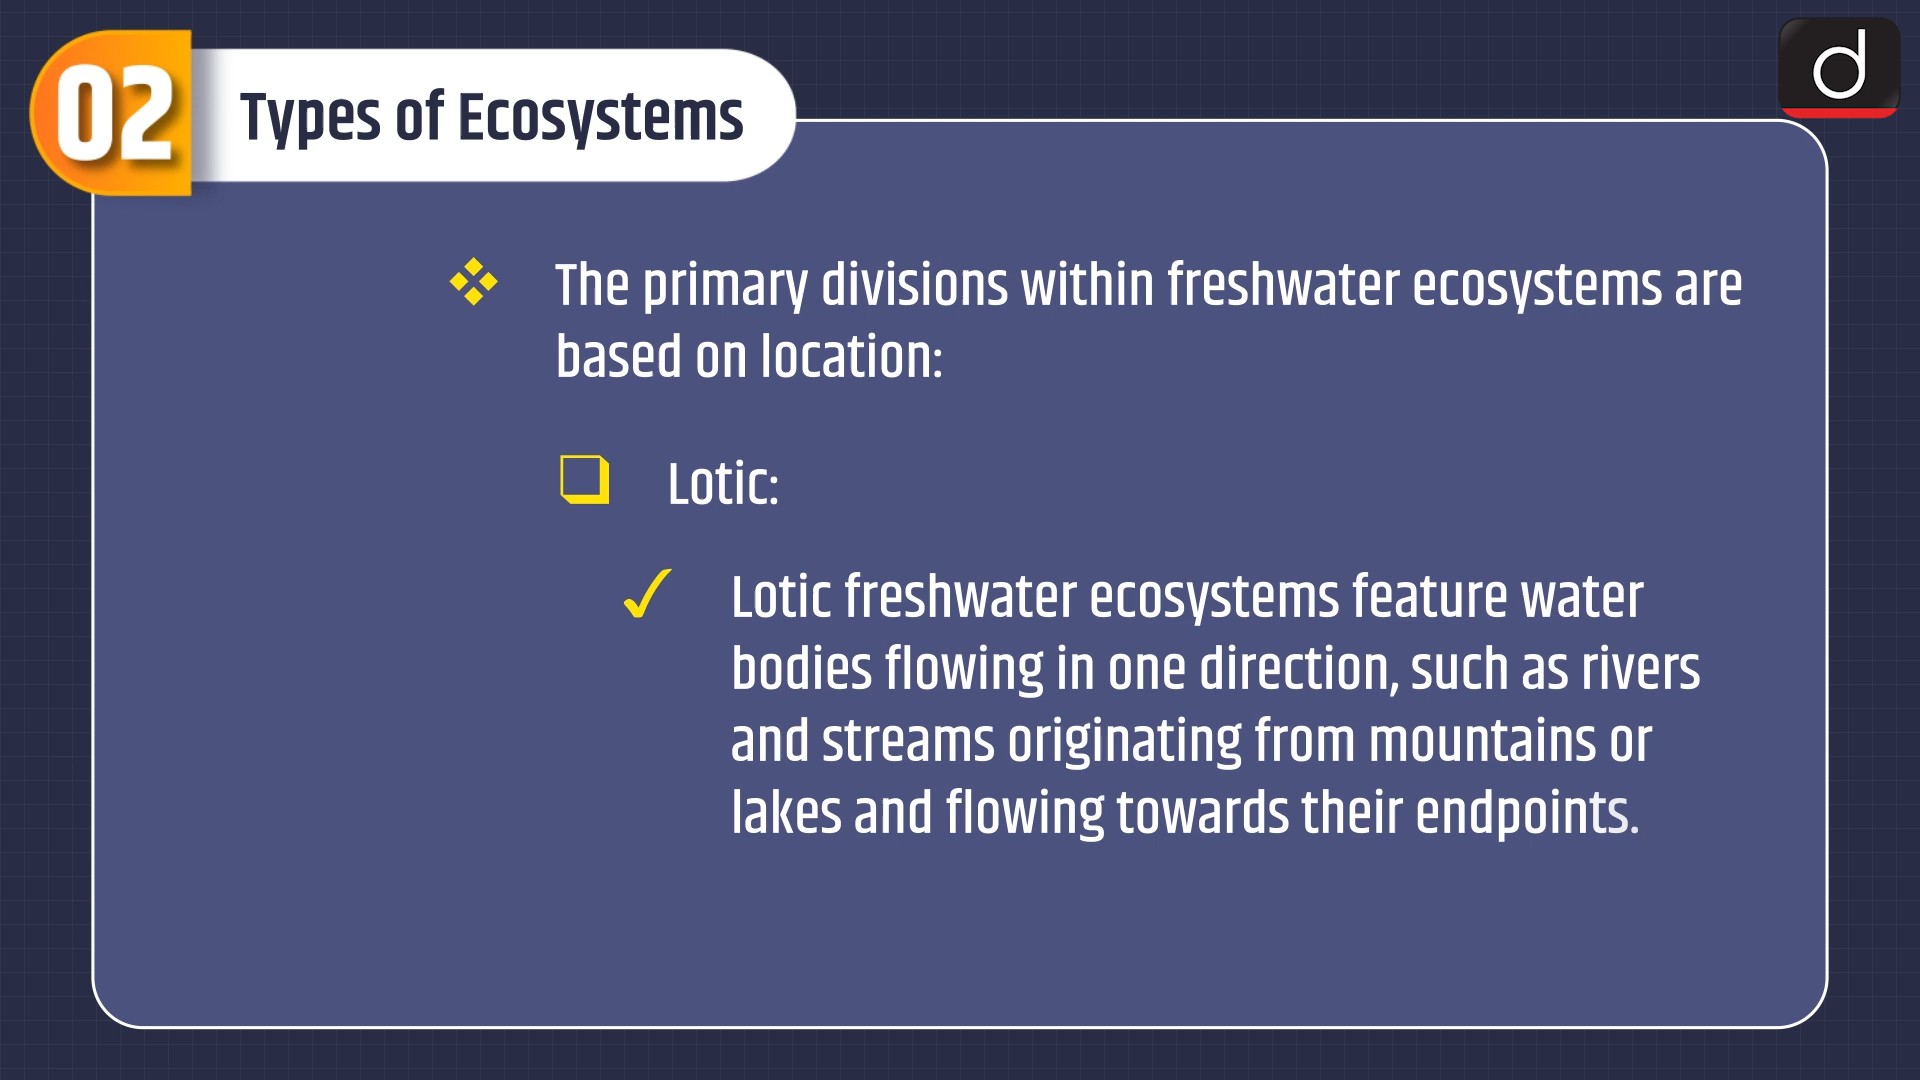 02
Types of Ecosystems
d
❖ The primary divisions within freshwater ecosystems are
based on location:
❑ Lotic:
✓ Lotic freshwater ecosystems feature water
bodies flowing in one direction, such as rivers
and streams originating from mountains or
lakes and flowing towards their endpoints.